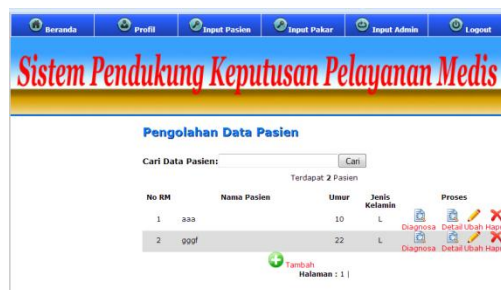 Beranda Profil Input Pasien Input Pakar Input Admin Logout
Sistem Pendukung Keputusan Pelayanan Medis
Pengolahan Data Pasien
Cari Data Pasien: Cari
Terdapat 2 Pasien
No RM Nama Pasien Umur Jenis Kelamin Proses
1 aaa 10 L Diagnosa Detail Ubah
2 gggf 22 L Diagnosa Detail Ubah
Tambah
Halaman : 1 |